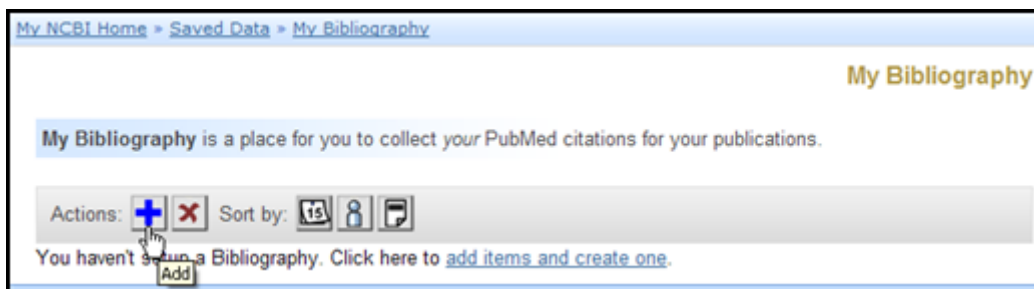 My NCBI Home » Saved Data » My Bibliography
My Bibliography
My Bibliography is a place for you to collect your PubMed citations for your publications.
Actions: Sort by: 15
You haven't setup a Bibliography. Click here to add items and create one.
Add